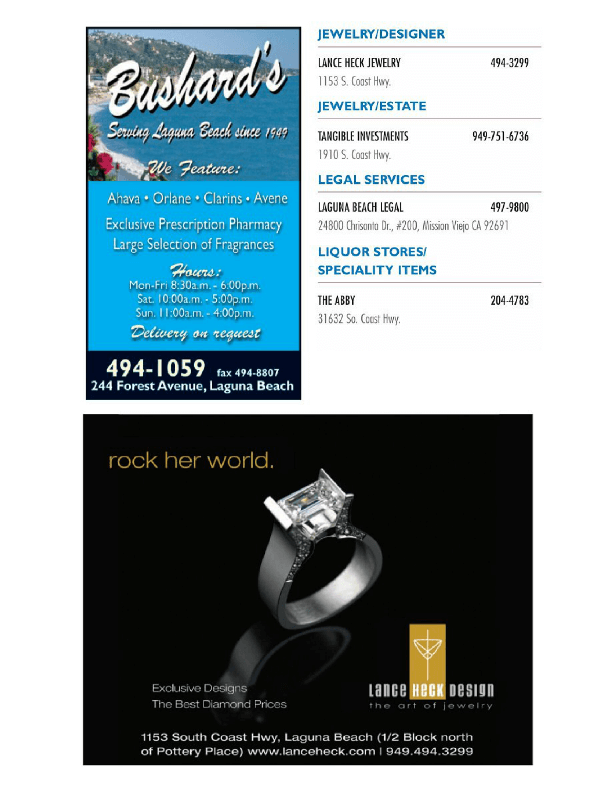 Bushard's
Serving Laguna Beach since 1949
We Feature:
Ahava • Orlane • Clarins • Avene
Exclusive Prescription Pharmacy
Large Selection of Fragrances
Hours:
Mon-Fri 8:30a.m. - 6:00p.m.
Sat. 10:00a.m. - 5:00p.m.
Sun. 11:00a.m. - 4:00p.m.
Delivery on request
494-1059 fax 494-8807
244 Forest Avenue, Laguna Beach
JEWELRY/DESIGNER
LANCE HECK JEWELRY 494-3299
1153 S. Coast Hwy.
JEWELRY/ESTATE
TANGIBLE INVESTMENTS 949-751-6736
1910 S. Coast Hwy.
LEGAL SERVICES
LAGUNA BEACH LEGAL 497-9800
24800 Chrisanta Dr., #200, Mission Viejo CA 92691
LIQUOR STORES/
SPECIALITY ITEMS
THE ABBY 204-4783
31632 So. Coast Hwy.
rock her world.
Exclusive Designs
The Best Diamond Prices
Lance Heck Design
the art of jewelry
1153 South Coast Hwy, Laguna Beach (1/2 Block north
of Pottery Place) www.lanceheck.com | 949.494.3299